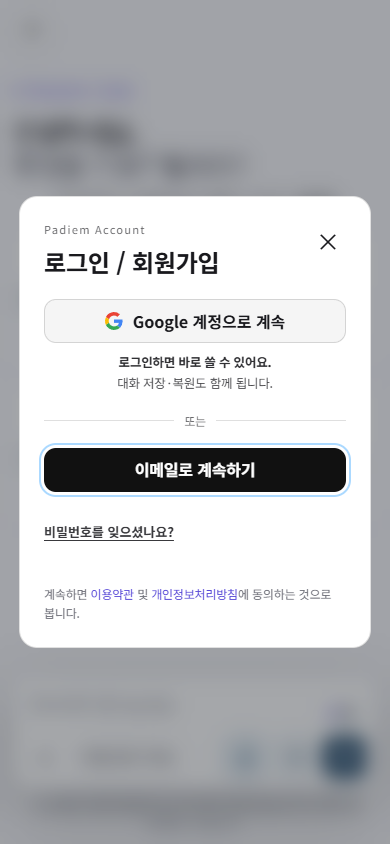 Padiem Account
로그인 / 회원가입
Google 계정으로 계속
로그인하면 바로 쓸 수 있어요.
대화 저장·복원도 함께 됩니다.
또는
이메일로 계속하기
비밀번호를 잊으셨나요?
계속하면 이용약관 및 개인정보처리방침에 동의하는 것으로
봅니다.